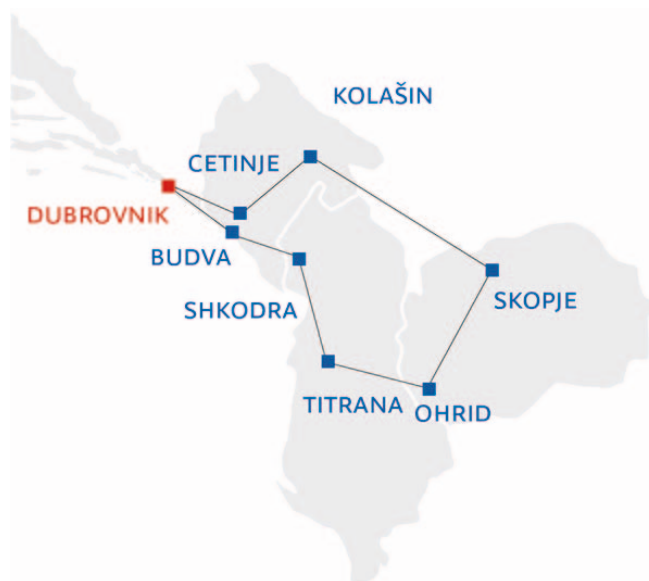 KOLAŠIN
CETINJE
DUBROVNIK
BUDVA
SKOPJE
SHKODRA
TITRANA
OHRID